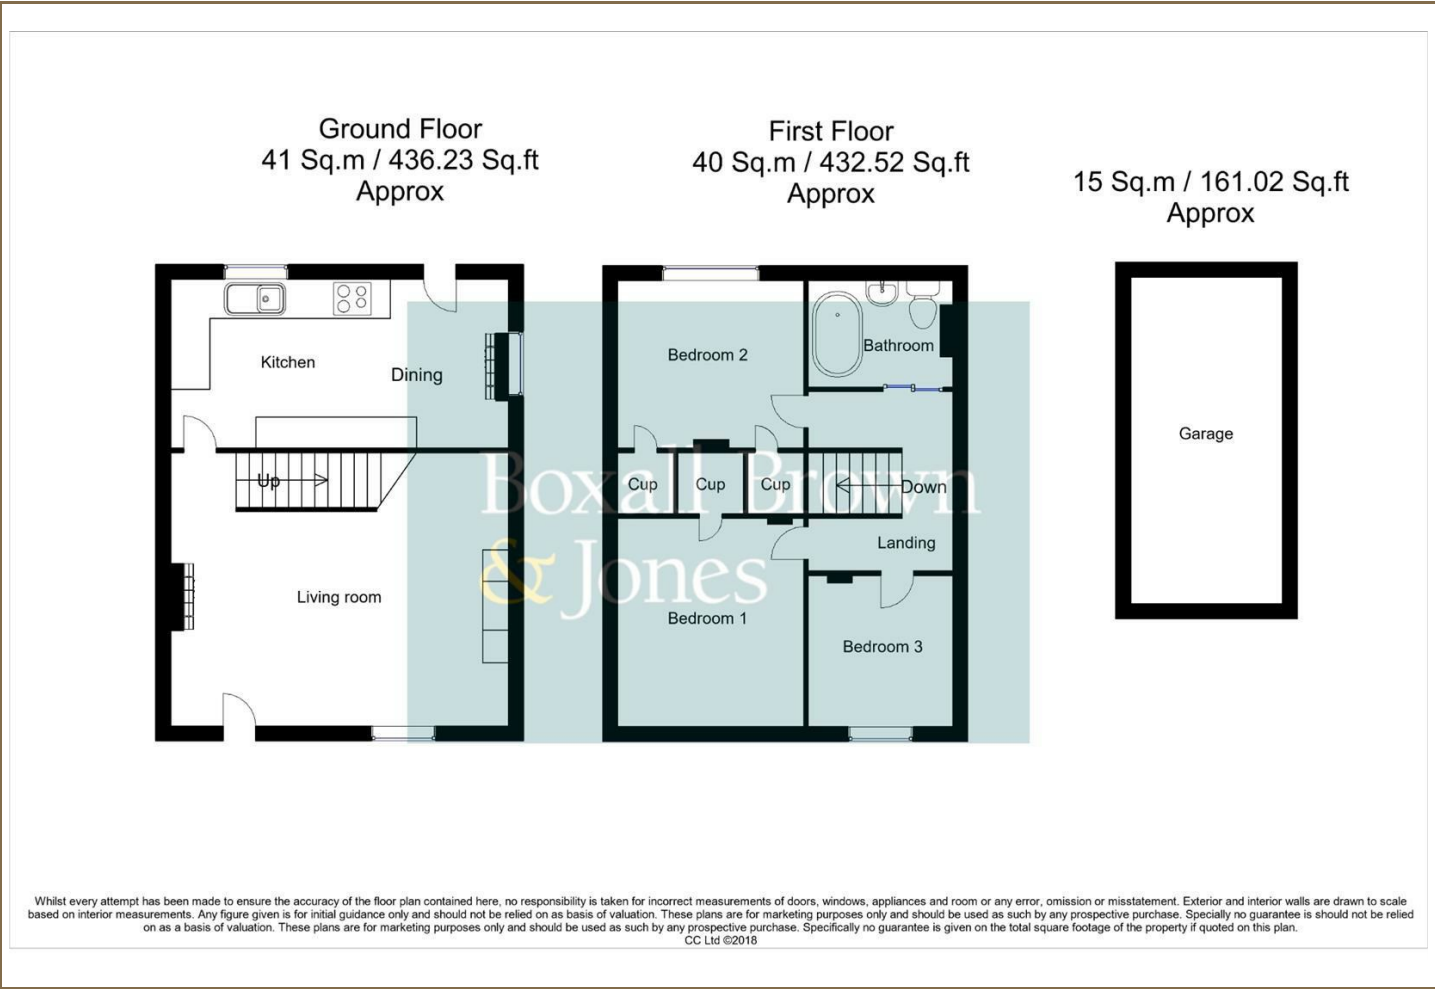 Ground Floor
41 Sq.m / 436.23 Sq.ft
Approx
First Floor
40 Sq.m / 432.52 Sq.ft
Approx
15 Sq.m / 161.02 Sq.ft
Approx
Kitchen
Dining
Up
Living room
Bedroom 2
Bathroom
Cup
Cup
Cup
Down
Landing
Bedroom 1
Bedroom 3
Garage
Boxall Brown
& Jones
Whilst every attempt has been made to ensure the accuracy of the floor plan contained here, no responsibility is taken for incorrect measurements of doors, windows, appliances and room or any error, omission or misstatement. Exterior and interior walls are drawn to scale
based on interior measurements. Any figure given is for initial guidance only and should not be relied on as basis of valuation. These plans are for marketing purposes only and should be used as such by any prospective purchase. Specially no guarantee is should not be relied
on as a basis of valuation. These plans are for marketing purposes only and should be used as such by any prospective purchase. Specifically no guarantee is given on the total square footage of the property if quoted on this plan.
CC Ltd ©2018